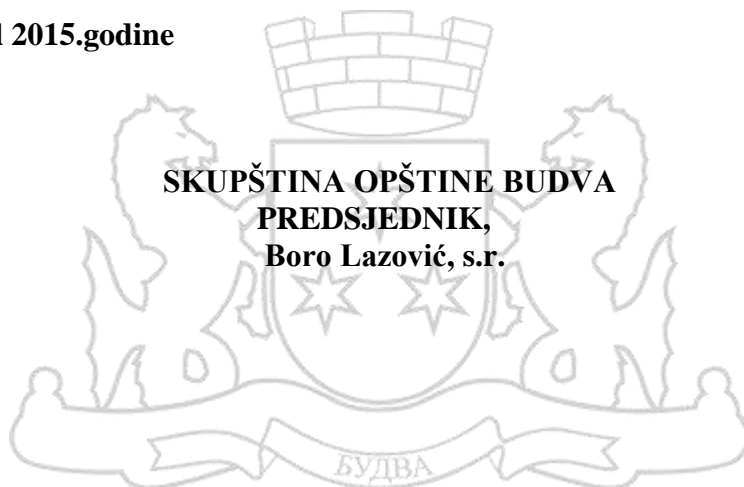 2015.godine
SKUPŠTINA OPŠTINE BUDVA
PREDSJEDNIK,
Boro Lazović, s.r.
БУДВА